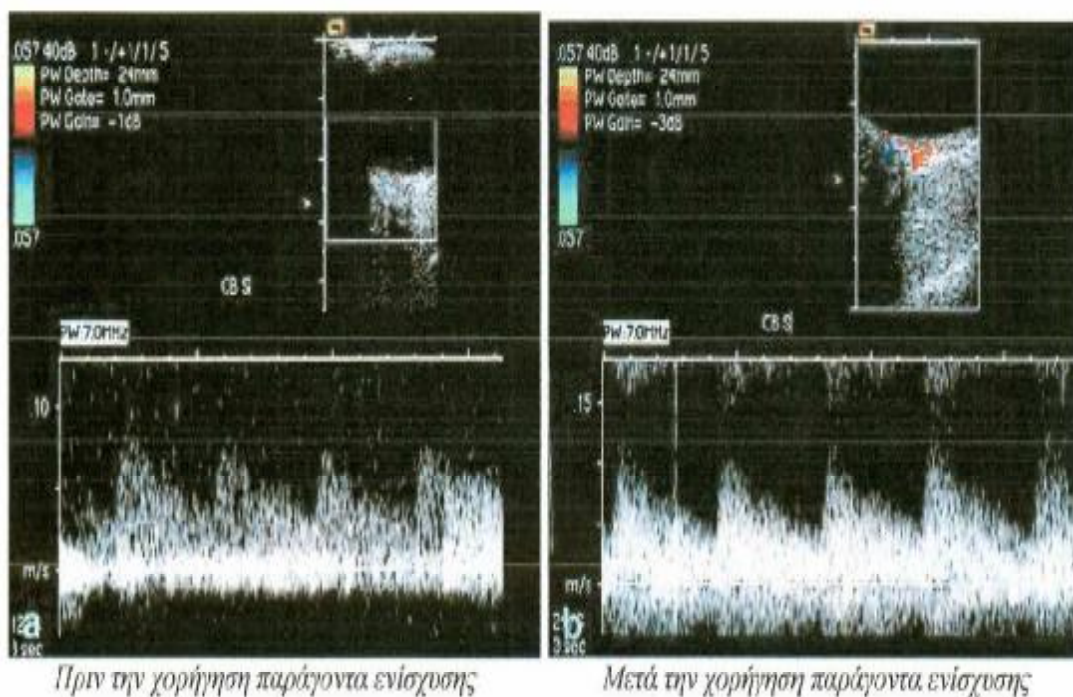 .057 40dB 1 ·/+1/1/5
PW Depth= 24mm
PW Gate= 1.0mm
PW Gain= -1dB
.057
CB SI
PW 7.0MHz
.10
m/s
a
3 sec
Πριν την χορήγηση παράγοντα ενίσχυσης
.057 40dB 1 ·/+1/1/5
PW Depth= 24mm
PW Gate= 1.0mm
PW Gain= -3dB
.057
CB SI
PW 7.0MHz
.15
m/s
b
sec
Μετά την χορήγηση παράγοντα ενίσχυσης